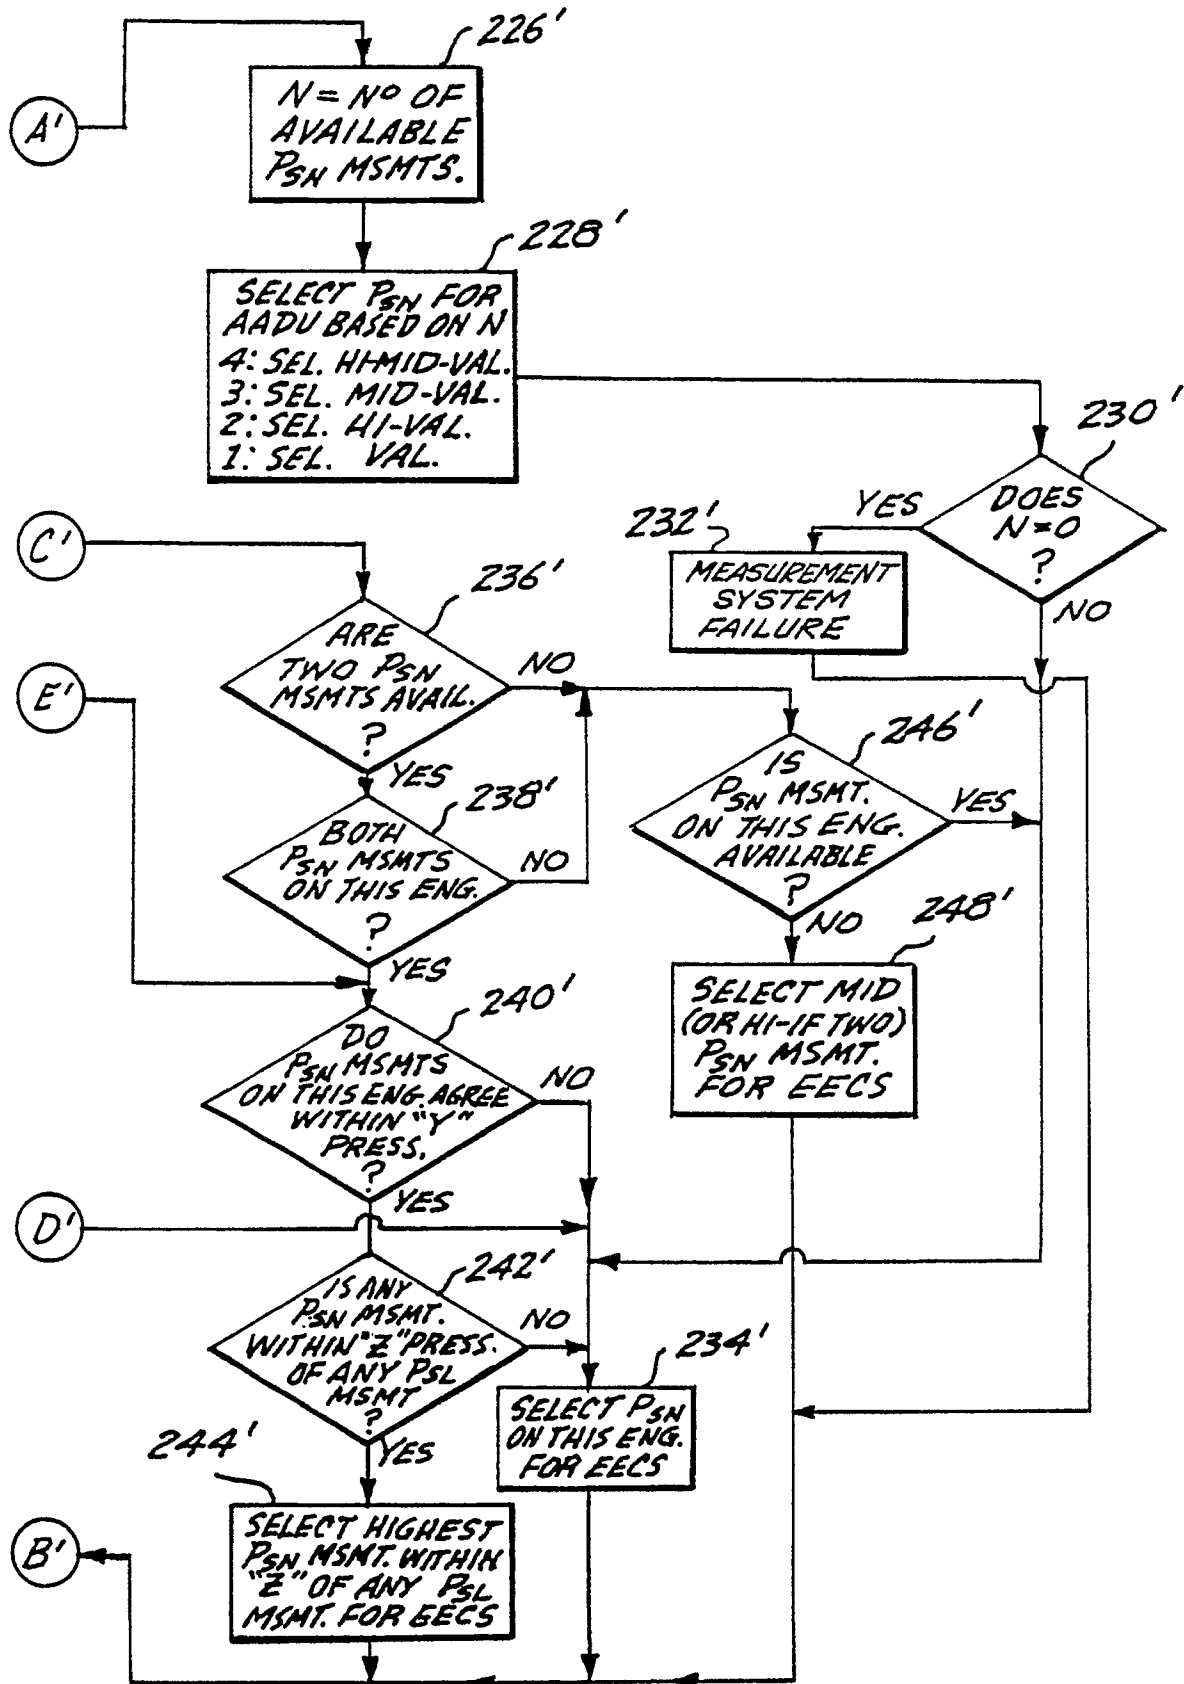 226'
A'
N = Nº OF
AVAILABLE
PSN MSMTS.
228'
SELECT PSN FOR
AADU BASED ON N
4: SEL. HI-MID-VAL.
3: SEL. MID-VAL.
2: SEL. HI-VAL.
1: SEL. VAL.
230'
DOES
N=0
?
YES
NO
232'
MEASUREMENT
SYSTEM
FAILURE
C'
236'
ARE
TWO PSN
MSMTS AVAIL.
?
NO
YES
E'
238'
BOTH
PSN MSMTS
ON THIS ENG.
?
NO
YES
246'
IS
PSN MSMT.
ON THIS ENG.
AVAILABLE
?
YES
NO
248'
SELECT MID
(OR HI-IF TWO)
PSN MSMT.
FOR EECS
240'
DO
PSN MSMTS
ON THIS ENG. AGREE
WITHIN "Y"
PRESS.
?
NO
YES
D'
242'
IS ANY
PSN MSMT.
WITHIN "Z" PRESS.
OF ANY PSL
MSMT
?
NO
YES
234'
SELECT PSN
ON THIS ENG.
FOR EECS
244'
SELECT HIGHEST
PSN MSMT. WITHIN
"Z" OF ANY PSL
MSMT. FOR EECS
B'